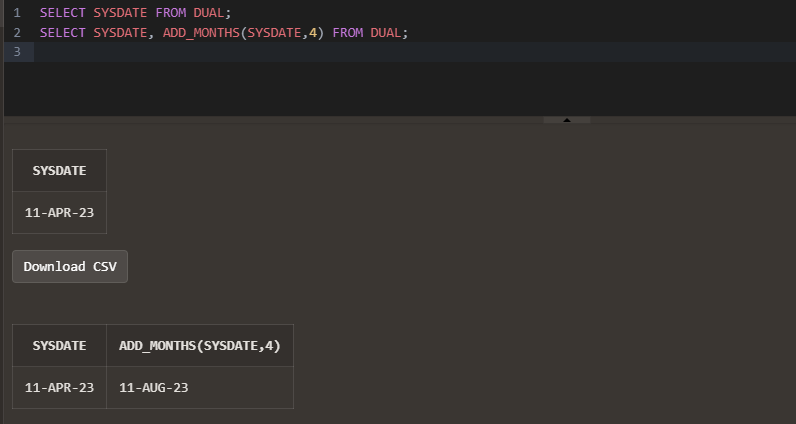 1 SELECT SYSDATE FROM DUAL;
2 SELECT SYSDATE, ADD_MONTHS(SYSDATE,4) FROM DUAL;
3
SYSDATE
11-APR-23
Download CSV
SYSDATE ADD_MONTHS(SYSDATE,4)
11-APR-23 11-AUG-23